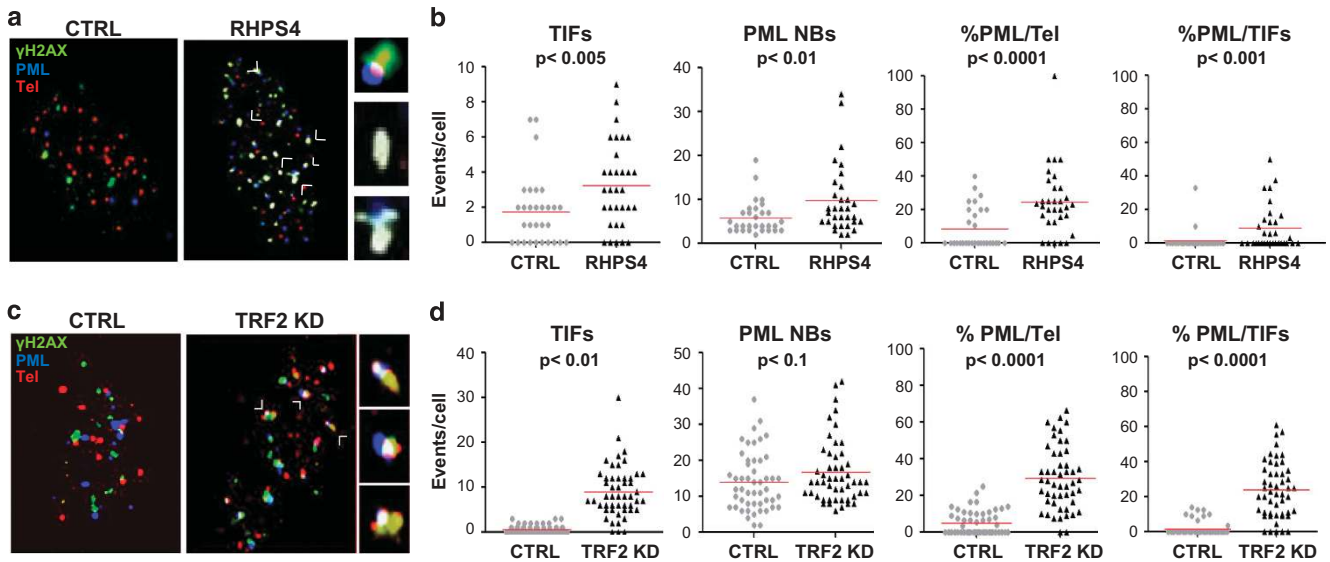 a
CTRL
RHPS4
γH2AX
PML
Tel
b
TIFs
p< 0.005
PML NBs
p< 0.01
%PML/Tel
p< 0.0001
%PML/TIFs
p< 0.001
Events/cell
10
8
6
4
2
0
CTRL
RHPS4
40
30
20
10
0
CTRL
RHPS4
100
80
60
40
20
0
CTRL
RHPS4
100
80
60
40
20
0
CTRL
RHPS4
c
CTRL
TRF2 KD
γH2AX
PML
Tel
d
TIFs
p< 0.01
PML NBs
p< 0.1
% PML/Tel
p< 0.0001
% PML/TIFs
p< 0.0001
Events/cell
40
30
20
10
0
CTRL
TRF2 KD
50
40
30
20
10
0
CTRL
TRF2 KD
100
80
60
40
20
0
CTRL
TRF2 KD
100
80
60
40
20
0
CTRL
TRF2 KD